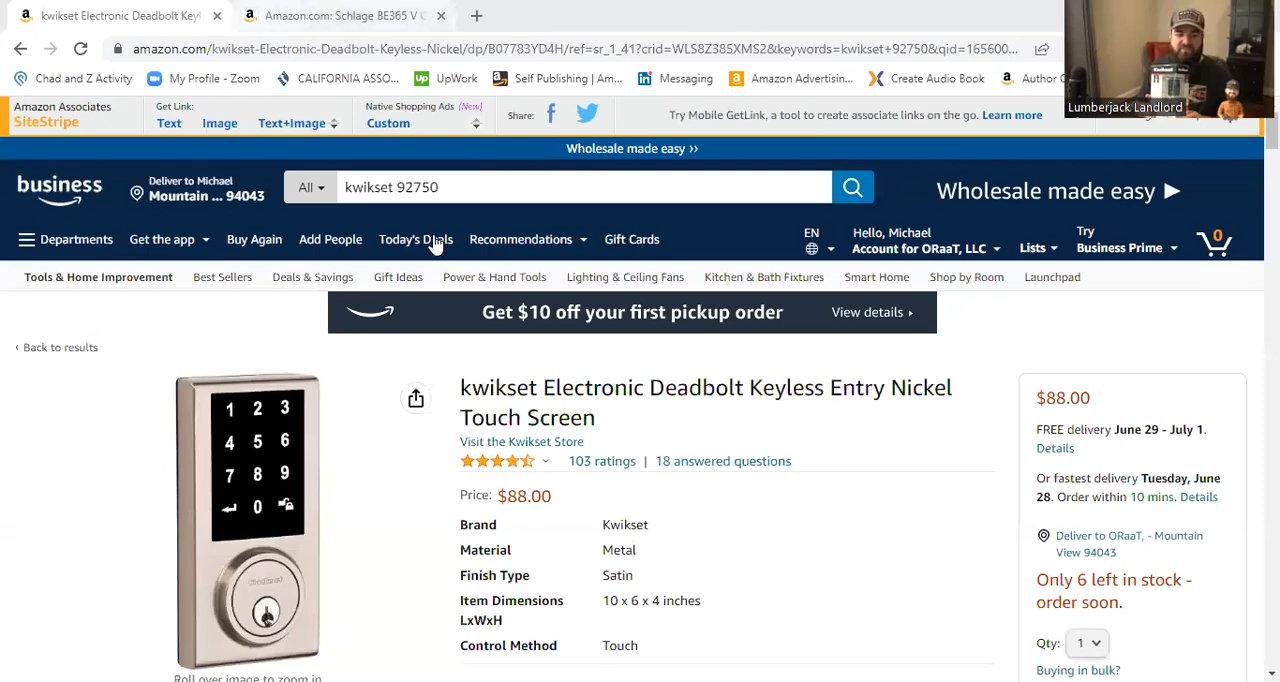 kwikset Electronic Deadbolt Keyl
Amazon.com: Schlage BE365 V C
amazon.com/kwikset-Electronic-Deadbolt-Keyless-Nickel/dp/B07783YD4H/ref=sr_1_41?crid=WLS8Z385XMS2&keywords=kwikset+92750&qid=165600...
Chad and Z Activity
My Profile - Zoom
CALIFORNIA ASSO...
Up UpWork
Self Publishing | Am...
in Messaging
Amazon Advertisin...
Create Audio Book
Author C
Lumberjack Landlord
Amazon Associates
SiteStripe
Get Link:
Text Image Text+Image
Native Shopping Ads (New)
Custom
Share:
Try Mobile GetLink, a tool to create associate links on the go. Learn more
Wholesale made easy ››
business
Deliver to Michael
Mountain ... 94043
All
kwikset 92750
Wholesale made easy
Departments
Get the app
Buy Again
Add People
Today's Deals
Recommendations
Gift Cards
EN
Hello, Michael
Account for ORaaT, LLC
Lists
Try
Business Prime
0
Tools & Home Improvement
Best Sellers
Deals & Savings
Gift Ideas
Power & Hand Tools
Lighting & Ceiling Fans
Kitchen & Bath Fixtures
Smart Home
Shop by Room
Launchpad
Get $10 off your first pickup order
View details
‹ Back to results
1 2 3
4 5 6
7 8 9
0
kwikset Electronic Deadbolt Keyless Entry Nickel
Touch Screen
Visit the Kwikset Store
103 ratings | 18 answered questions
Price: $88.00
Brand Kwikset
Material Metal
Finish Type Satin
Item Dimensions 10 x 6 x 4 inches
LxWxH
Control Method Touch
Roll over image to zoom in
$88.00
FREE delivery June 29 - July 1.
Details
Or fastest delivery Tuesday, June
28. Order within 10 mins. Details
Deliver to ORaaT, - Mountain
View 94043
Only 6 left in stock -
order soon.
Qty: 1
Buying in bulk?